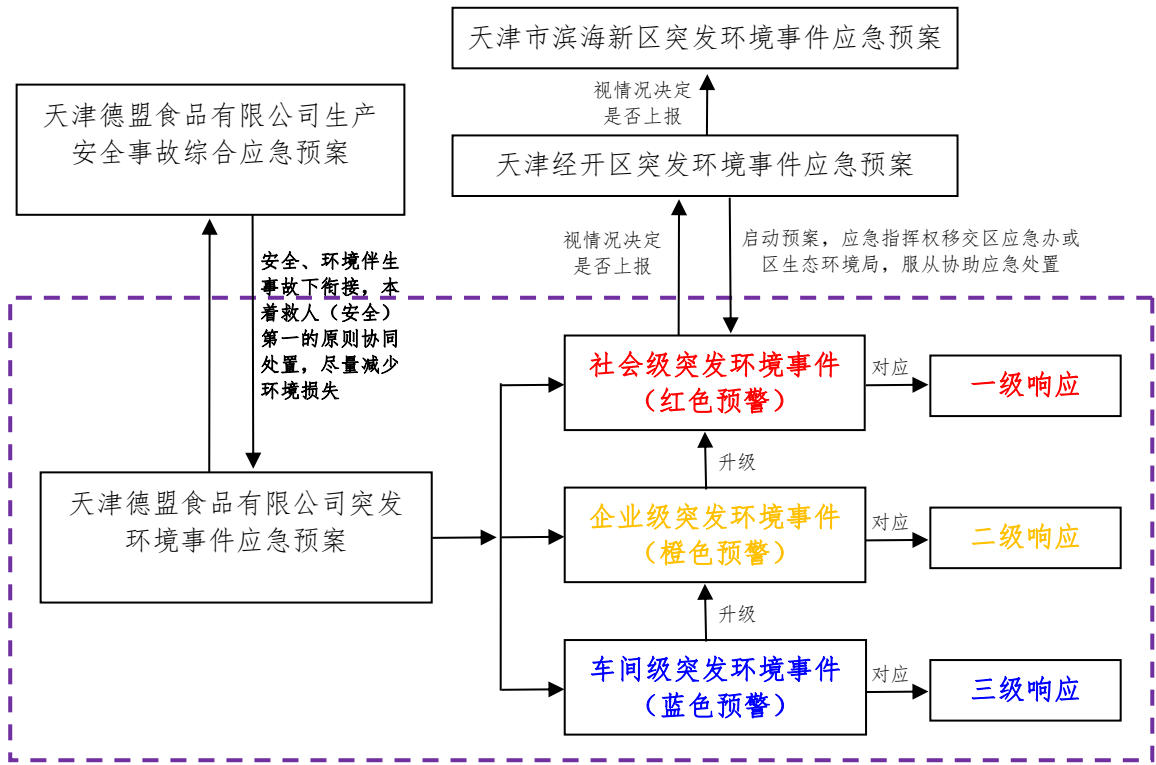 天津市滨海新区突发环境事件应急预案
视情况决定
是否上报
天津德盟食品有限公司生产
安全事故综合应急预案
天津经开区突发环境事件应急预案
视情况决定
是否上报
启动预案，应急指挥权移交区应急办或
区生态环境局，服从协助应急处置
安全、环境伴生
事故下衔接，本
着救人（安全）
第一的原则协同
处置，尽量减少
环境损失
社会级突发环境事件
（红色预警）
对应
一级响应
升级
天津德盟食品有限公司突发
环境事件应急预案
企业级突发环境事件
（橙色预警）
对应
二级响应
升级
车间级突发环境事件
（蓝色预警）
对应
三级响应